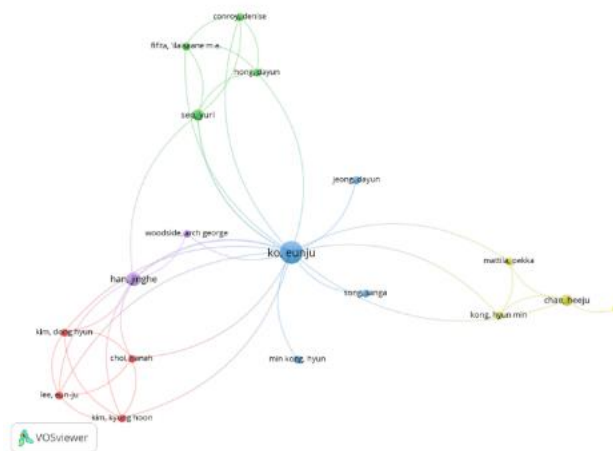 conroy, denise
fifita, 'ilaisaane m.e.
hong, dayun
seo, yuri
jeong, dayun
woodside, arch george
ko, eunju
mattila, pekka
han, jinghe
song, sanga
chae, heeju
kong, hyun min
kim, dong hyun
choi, hanah
min kong, hyun
lee, eun-ju
kim, kyung hoon
VOSviewer